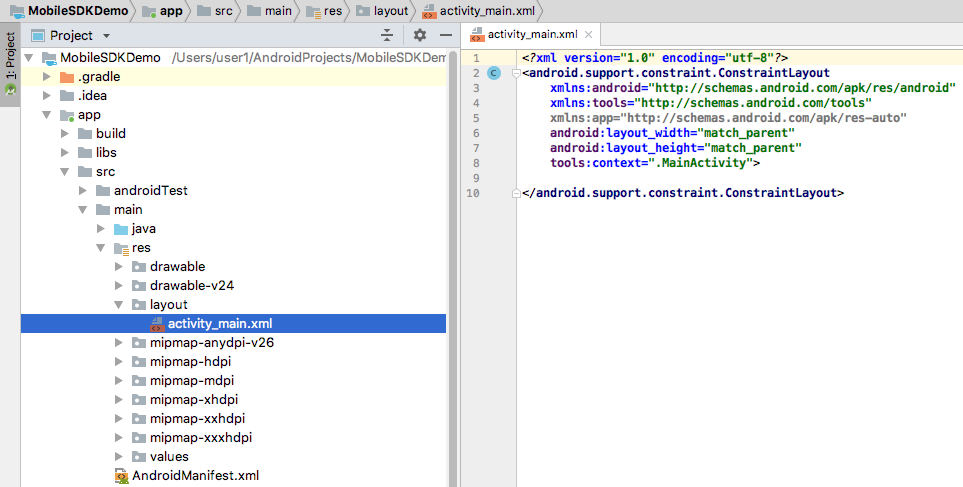 MobileSDKDemo app src main res layout activity_main.xml
1: Project
Project
activity_main.xml
MobileSDKDemo /Users/user1/AndroidProjects/MobileSDKDem
.gradle
.idea
app
build
libs
src
androidTest
main
java
res
drawable
drawable-v24
layout
activity_main.xml
mipmap-anydpi-v26
mipmap-hdpi
mipmap-mdpi
mipmap-xhdpi
mipmap-xxhdpi
mipmap-xxxhdpi
values
AndroidManifest.xml
1 <?xml version="1.0" encoding="utf-8"?>
2 C <android.support.constraint.ConstraintLayout
3 xmlns:android="http://schemas.android.com/apk/res/android"
4 xmlns:tools="http://schemas.android.com/tools"
5 xmlns:app="http://schemas.android.com/apk/res-auto"
6 android:layout_width="match_parent"
7 android:layout_height="match_parent"
8 tools:context=".MainActivity">
9
10 </android.support.constraint.ConstraintLayout>